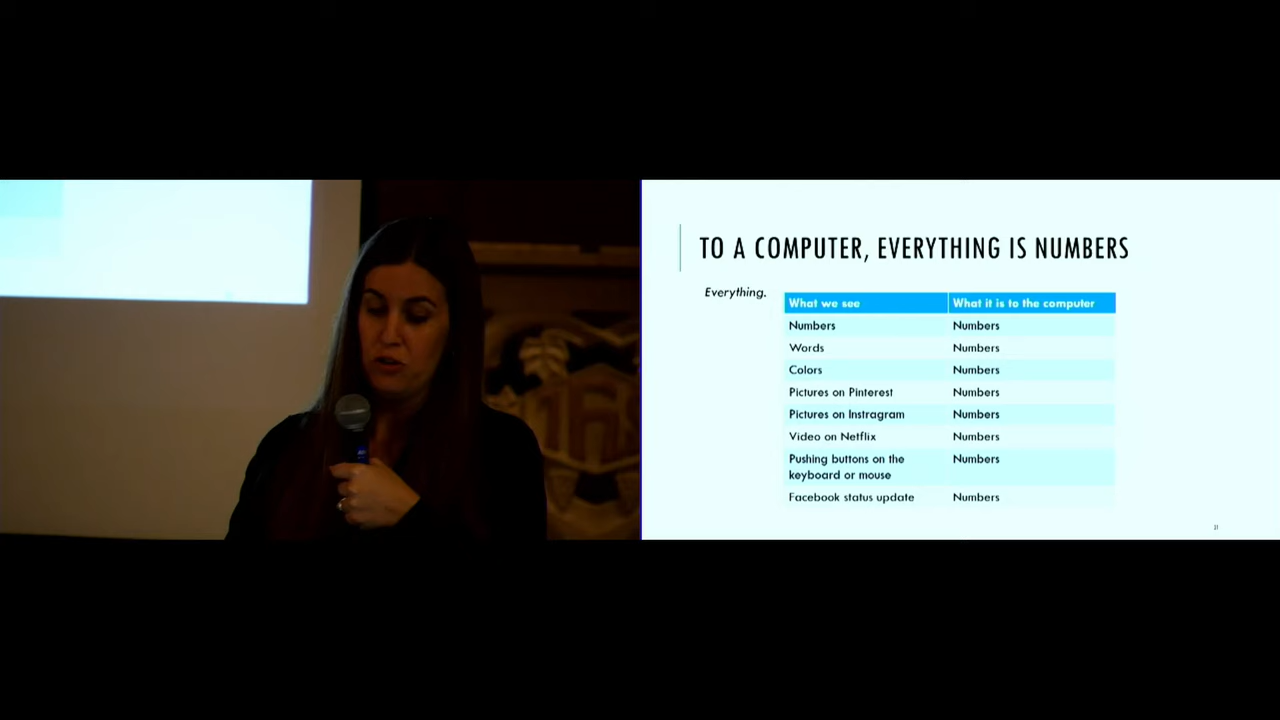 TO A COMPUTER, EVERYTHING IS NUMBERS
Everything.
What we see What it is to the computer
Numbers Numbers
Words Numbers
Colors Numbers
Pictures on Pinterest Numbers
Pictures on Instragram Numbers
Video on Netflix Numbers
Pushing buttons on the Numbers
keyboard or mouse
Facebook status update Numbers